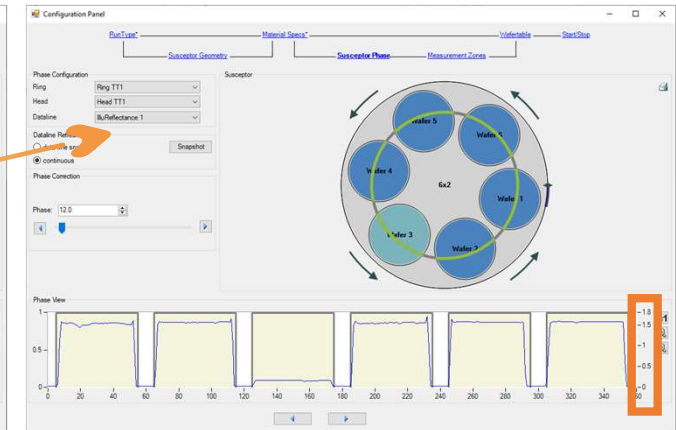 Configuration Panel
RunType* Material Specs* Wafertable Start/Stop
Susceptor Geometry Susceptor Phase Measurement Zones
Phase Configuration
Ring Ring TT1
Head Head TT1
Dataline IlluReflectance 1
Dataline
Snapshot
continuous
Phase Correction
Phase: 12.0
Susceptor
Wafer 5
Wafer 4
6x2
Wafer 1
Wafer 3
Wafer 2
Phase View
1
0.5
0
1.8
1.5
1
0.5
0
0 20 40 60 80 100 120 140 160 180 200 220 240 260 280 300 320 340